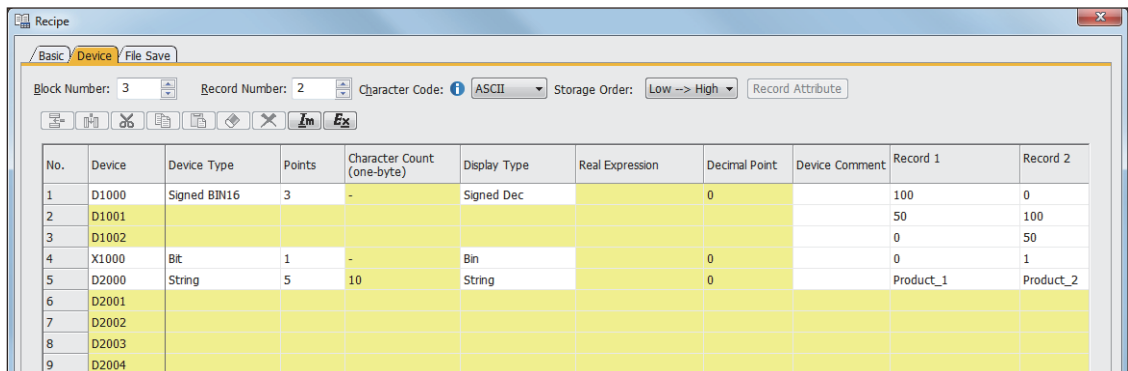 Recipe
Basic Device File Save
Block Number: 3 Record Number: 2 Character Code: ASCII Storage Order: Low --> High Record Attribute
Im Ex
No. Device Device Type Points Character Count (one-byte) Display Type Real Expression Decimal Point Device Comment Record 1 Record 2
1 D1000 Signed BIN16 3 - Signed Dec 0 100 0
2 D1001 50 100
3 D1002 0 50
4 X1000 Bit 1 - Bin 0 0 1
5 D2000 String 5 10 String 0 Product_1 Product_2
6 D2001
7 D2002
8 D2003
9 D2004